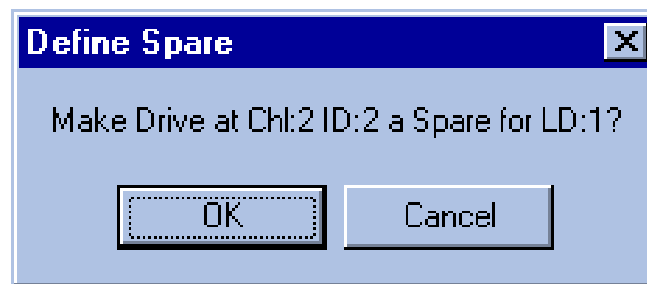 Define Spare
Make Drive at Chl:2 ID:2 a Spare for LD:1?
OK Cancel